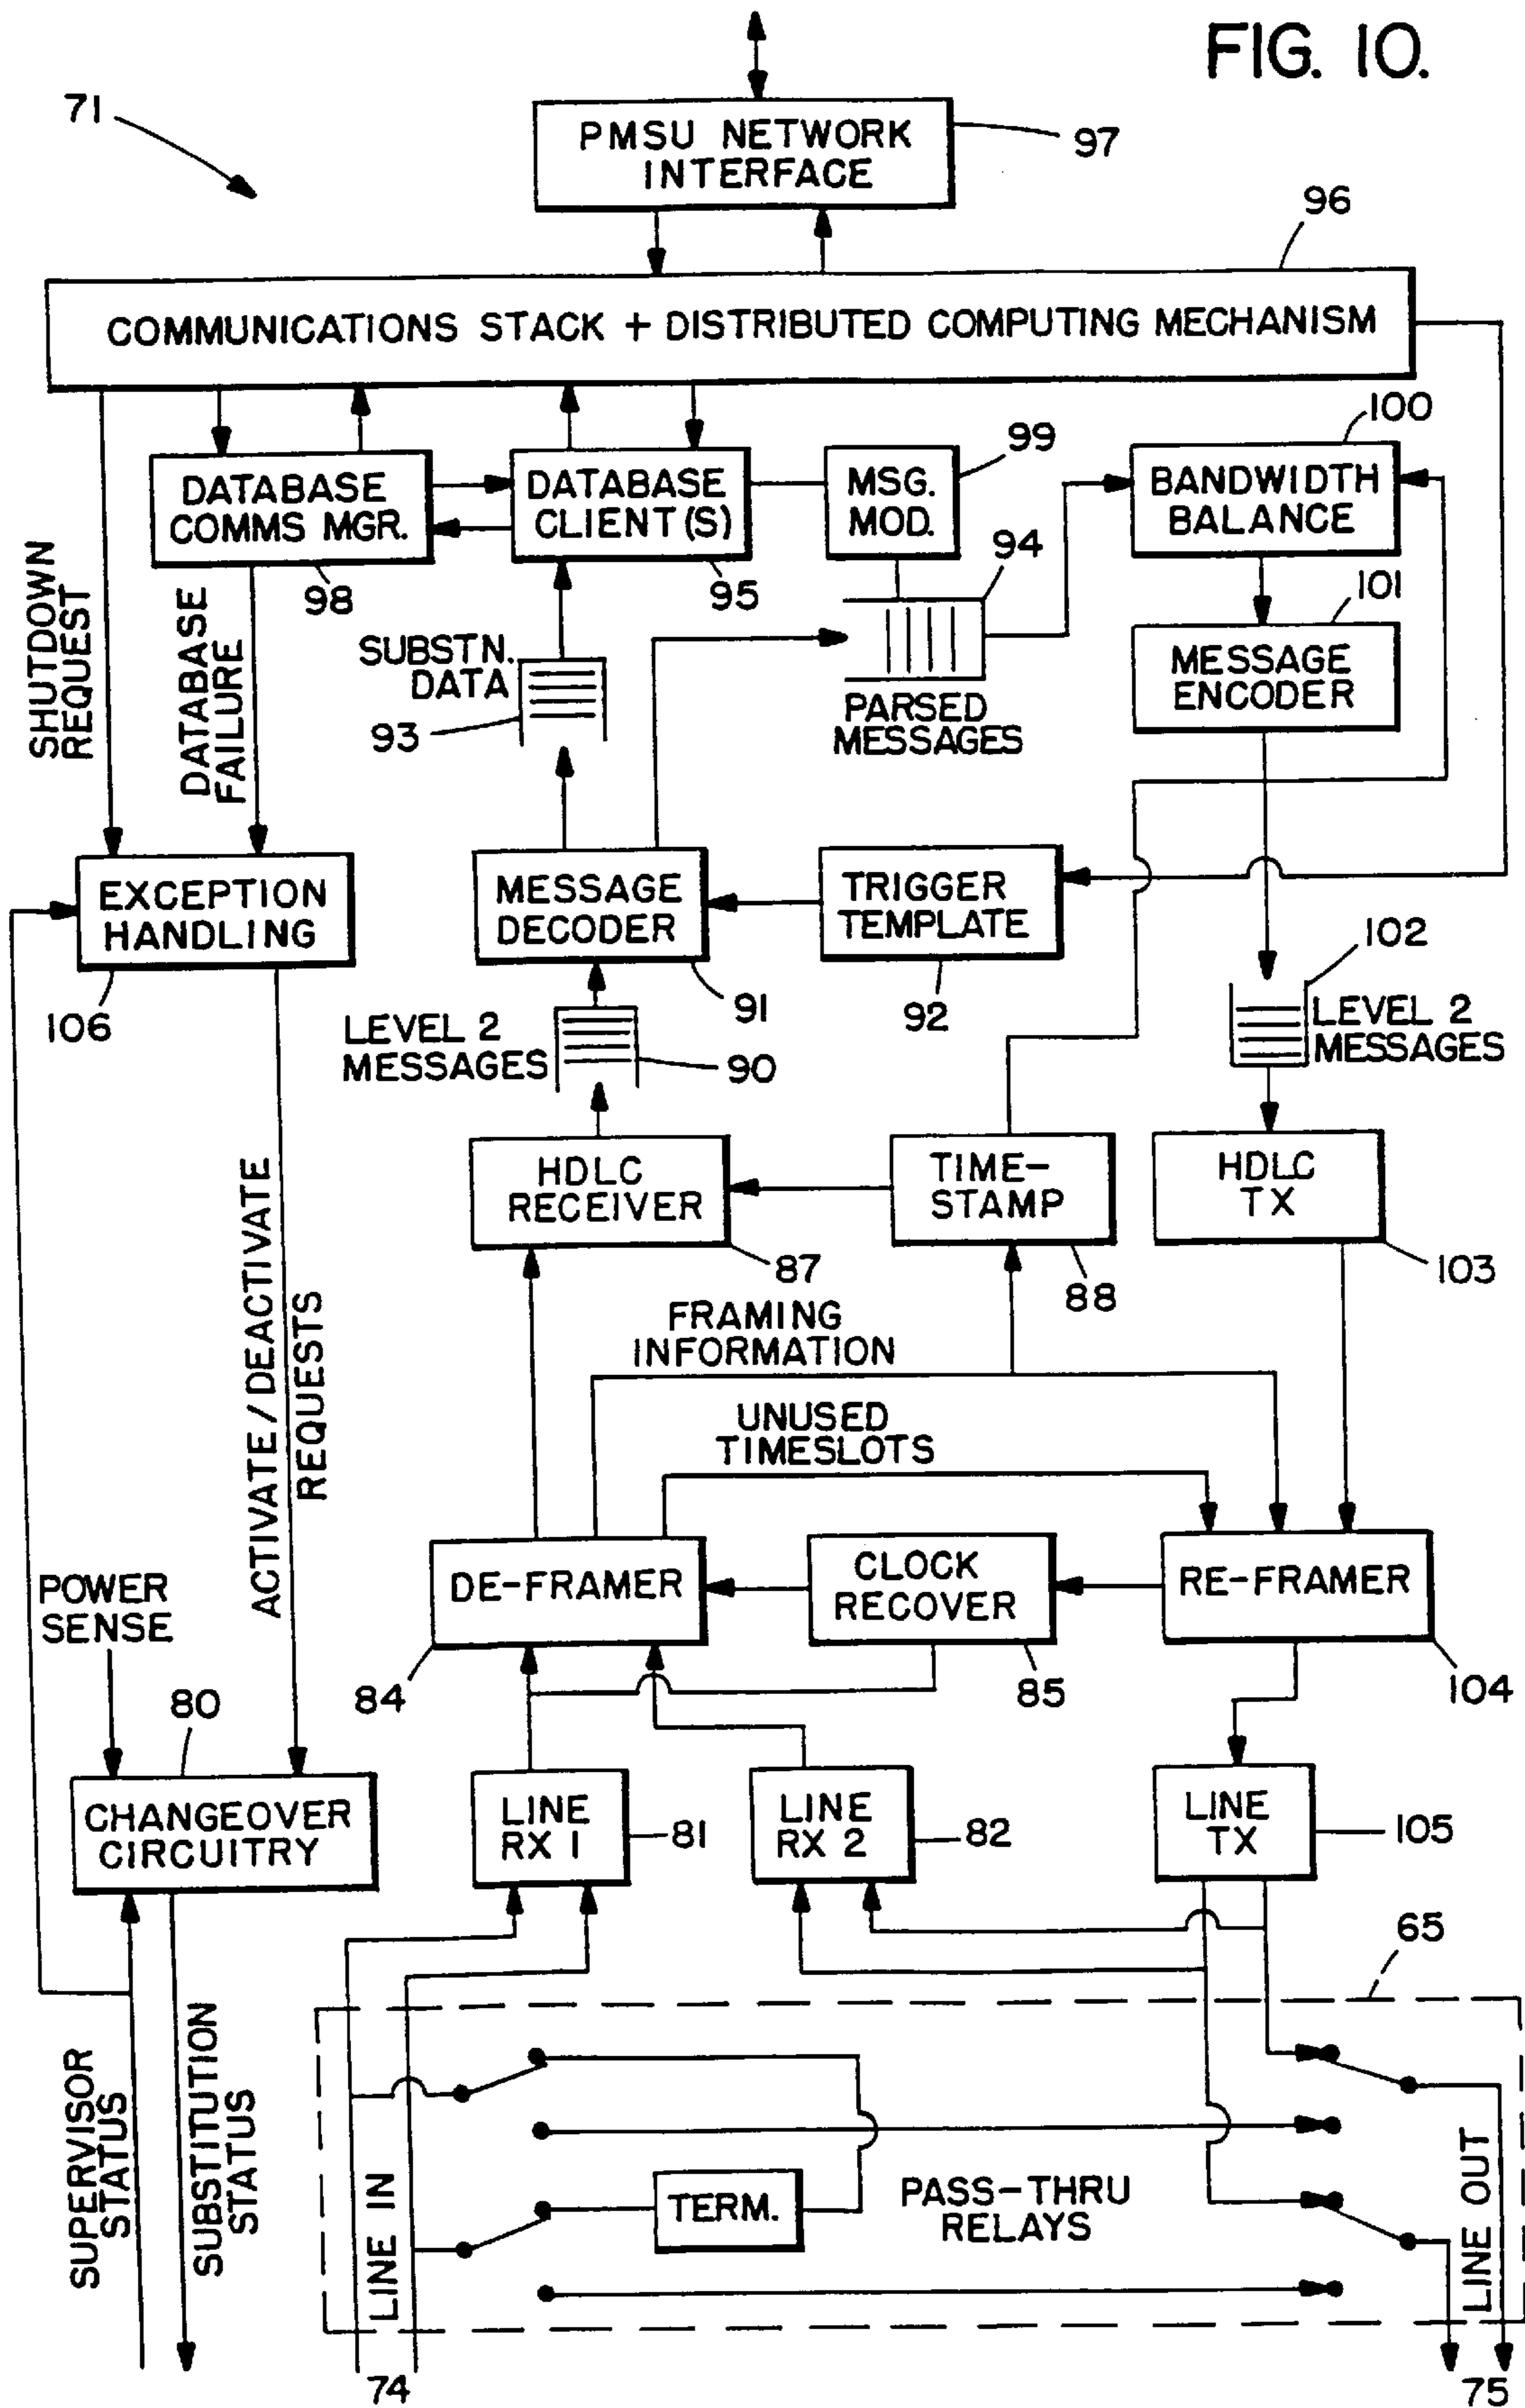 FIG. 10.
71
PMSU NETWORK
INTERFACE
97
96
COMMUNICATIONS STACK + DISTRIBUTED COMPUTING MECHANISM
100
99
DATABASE
COMMS MGR.
DATABASE
CLIENT(S)
MSG.
MOD.
BANDWIDTH
BALANCE
94
98
95
101
SHUTDOWN
REQUEST
DATABASE
FAILURE
SUBSTN.
DATA
93
PARSED
MESSAGES
MESSAGE
ENCODER
EXCEPTION
HANDLING
MESSAGE
DECODER
TRIGGER
TEMPLATE
102
106
91
92
LEVEL 2
MESSAGES
90
LEVEL 2
MESSAGES
HDLC
RECEIVER
TIME-
STAMP
HDLC
TX
87
88
103
ACTIVATE/DEACTIVATE
REQUESTS
FRAMING
INFORMATION
UNUSED
TIMESLOTS
POWER
SENSE
DE-FRAMER
CLOCK
RECOVER
RE-FRAMER
84
85
104
80
CHANGEOVER
CIRCUITRY
LINE
RX 1
81
LINE
RX 2
82
LINE
TX
105
65
SUPERVISOR
STATUS
SUBSTITUTION
STATUS
LINE IN
TERM.
PASS-THRU
RELAYS
LINE OUT
74
75